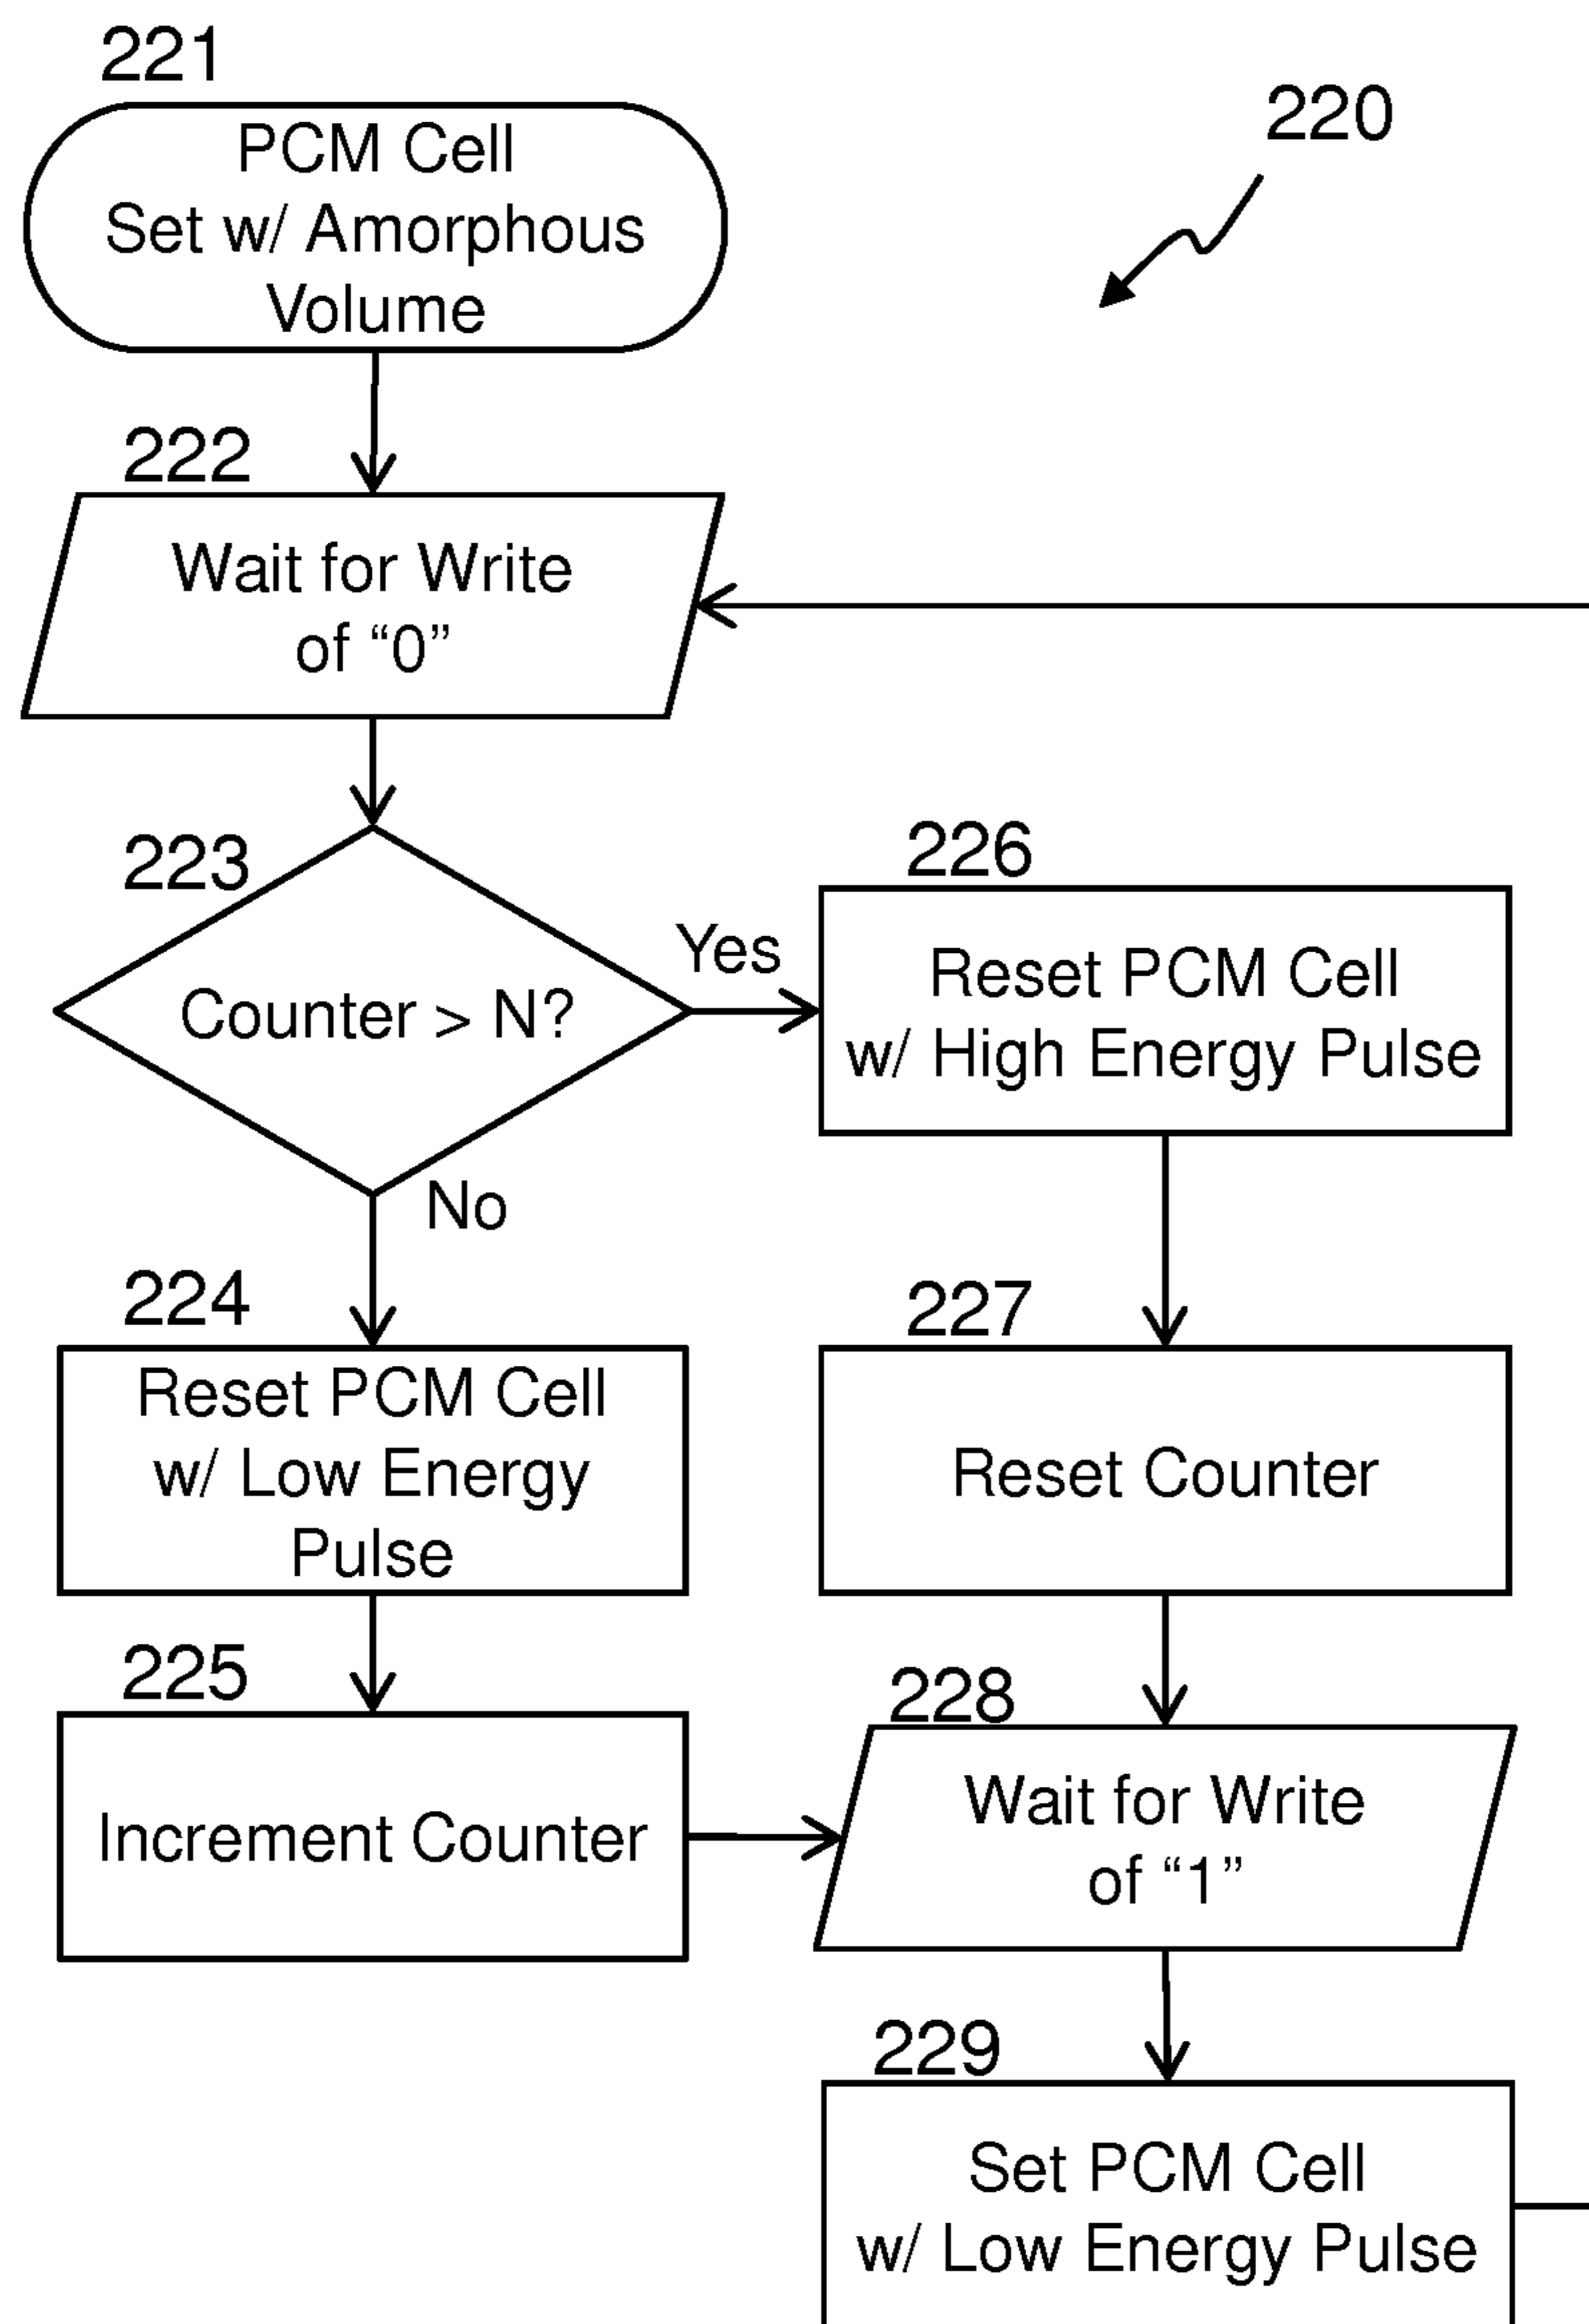 221
PCM Cell
Set w/ Amorphous
Volume
220
222
Wait for Write
of “0”
223
Counter > N?
Yes
No
226
Reset PCM Cell
w/ High Energy Pulse
224
Reset PCM Cell
w/ Low Energy
Pulse
227
Reset Counter
225
Increment Counter
228
Wait for Write
of “1”
229
Set PCM Cell
w/ Low Energy Pulse